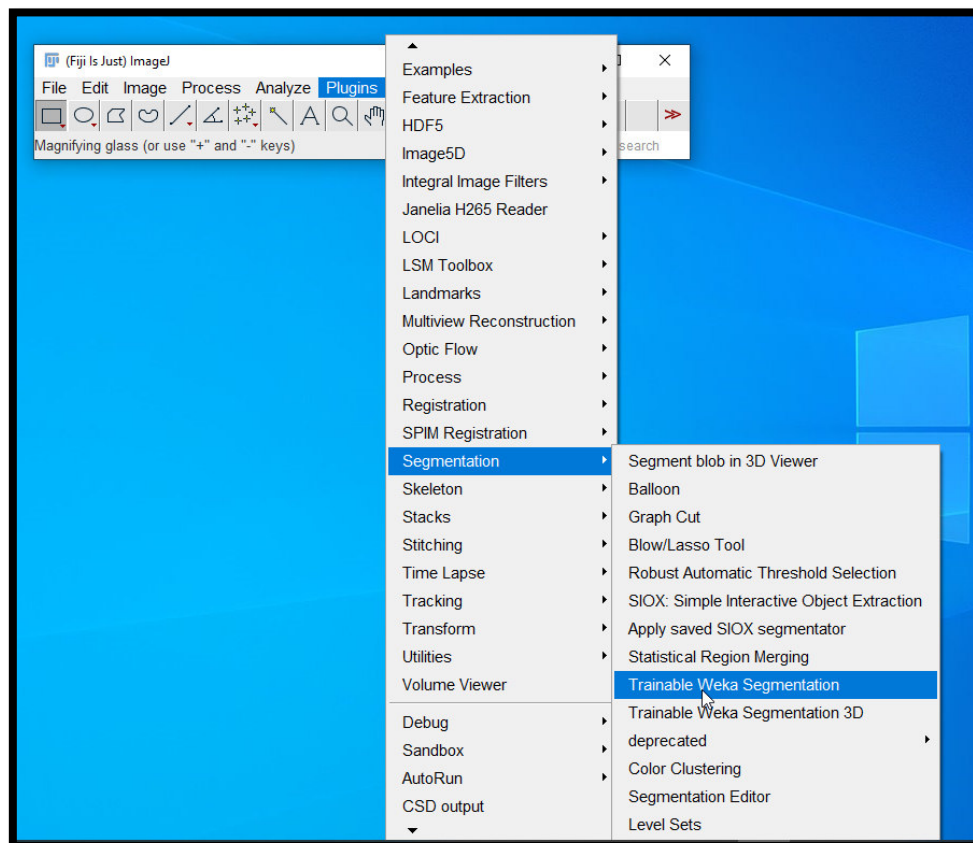 (Fiji Is Just) ImageJ
File Edit Image Process Analyze Plugins
Magnifying glass (or use "+" and "-" keys)
search
Examples
Feature Extraction
HDF5
Image5D
Integral Image Filters
Janelia H265 Reader
LOCI
LSM Toolbox
Landmarks
Multiview Reconstruction
Optic Flow
Process
Registration
SPIM Registration
Segmentation
Skeleton
Stacks
Stitching
Time Lapse
Tracking
Transform
Utilities
Volume Viewer
Debug
Sandbox
AutoRun
CSD output
Segment blob in 3D Viewer
Balloon
Graph Cut
Blow/Lasso Tool
Robust Automatic Threshold Selection
SIOX: Simple Interactive Object Extraction
Apply saved SIOX segmentator
Statistical Region Merging
Trainable Weka Segmentation
Trainable Weka Segmentation 3D
deprecated
Color Clustering
Segmentation Editor
Level Sets